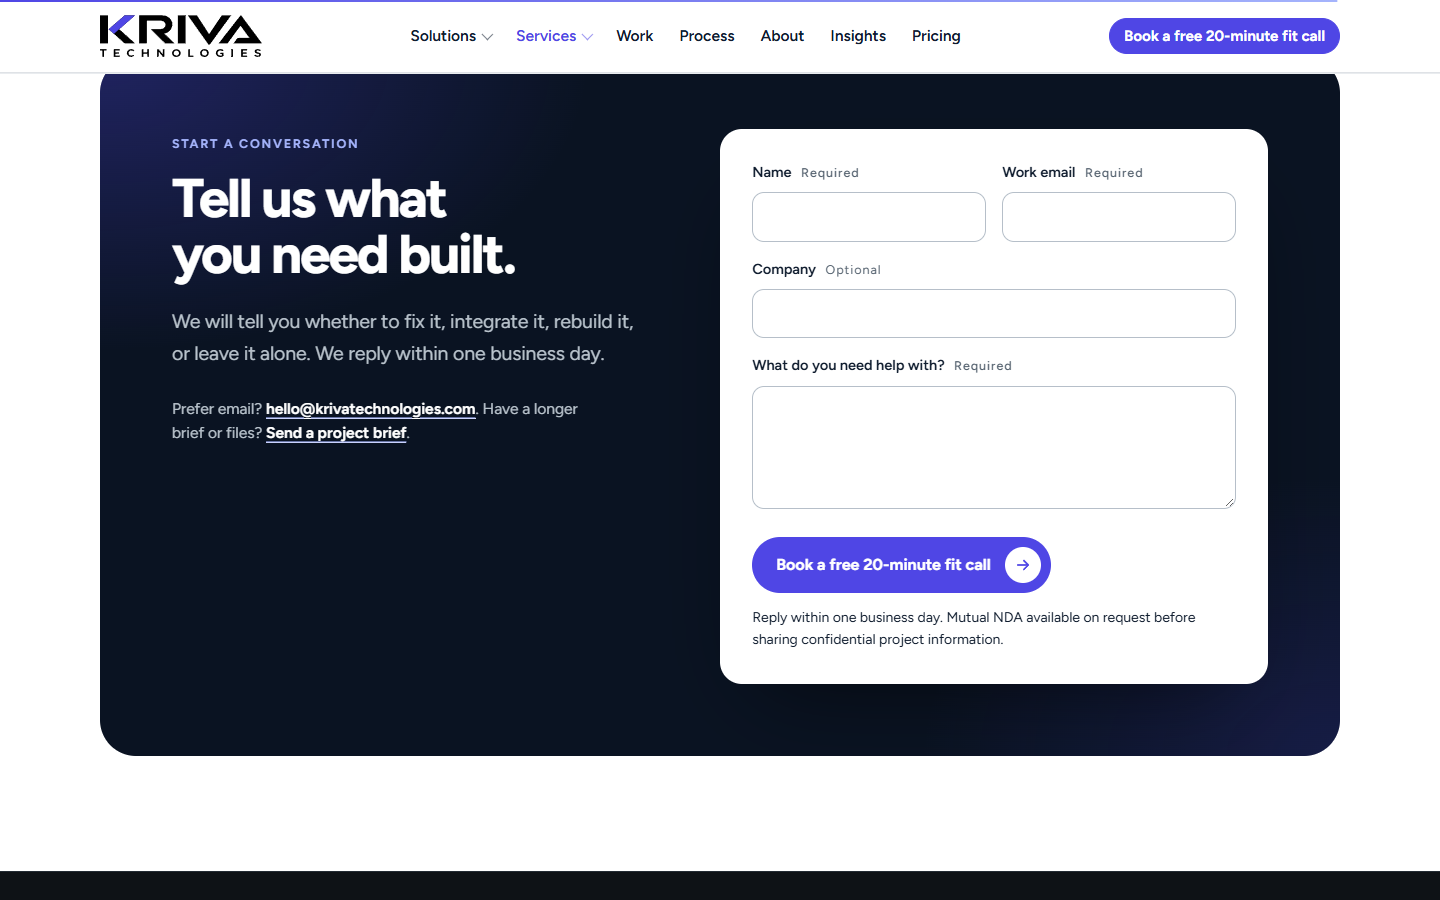 KRIVA
TECHNOLOGIES
Solutions
Services
Work
Process
About
Insights
Pricing
Book a free 20-minute fit call
START A CONVERSATION
Tell us what
you need built.
We will tell you whether to fix it, integrate it, rebuild it,
or leave it alone. We reply within one business day.
Prefer email? hello@krivatechnologies.com. Have a longer
brief or files? Send a project brief.
Name Required
Work email Required
Company Optional
What do you need help with? Required
Book a free 20-minute fit call
Reply within one business day. Mutual NDA available on request before
sharing confidential project information.